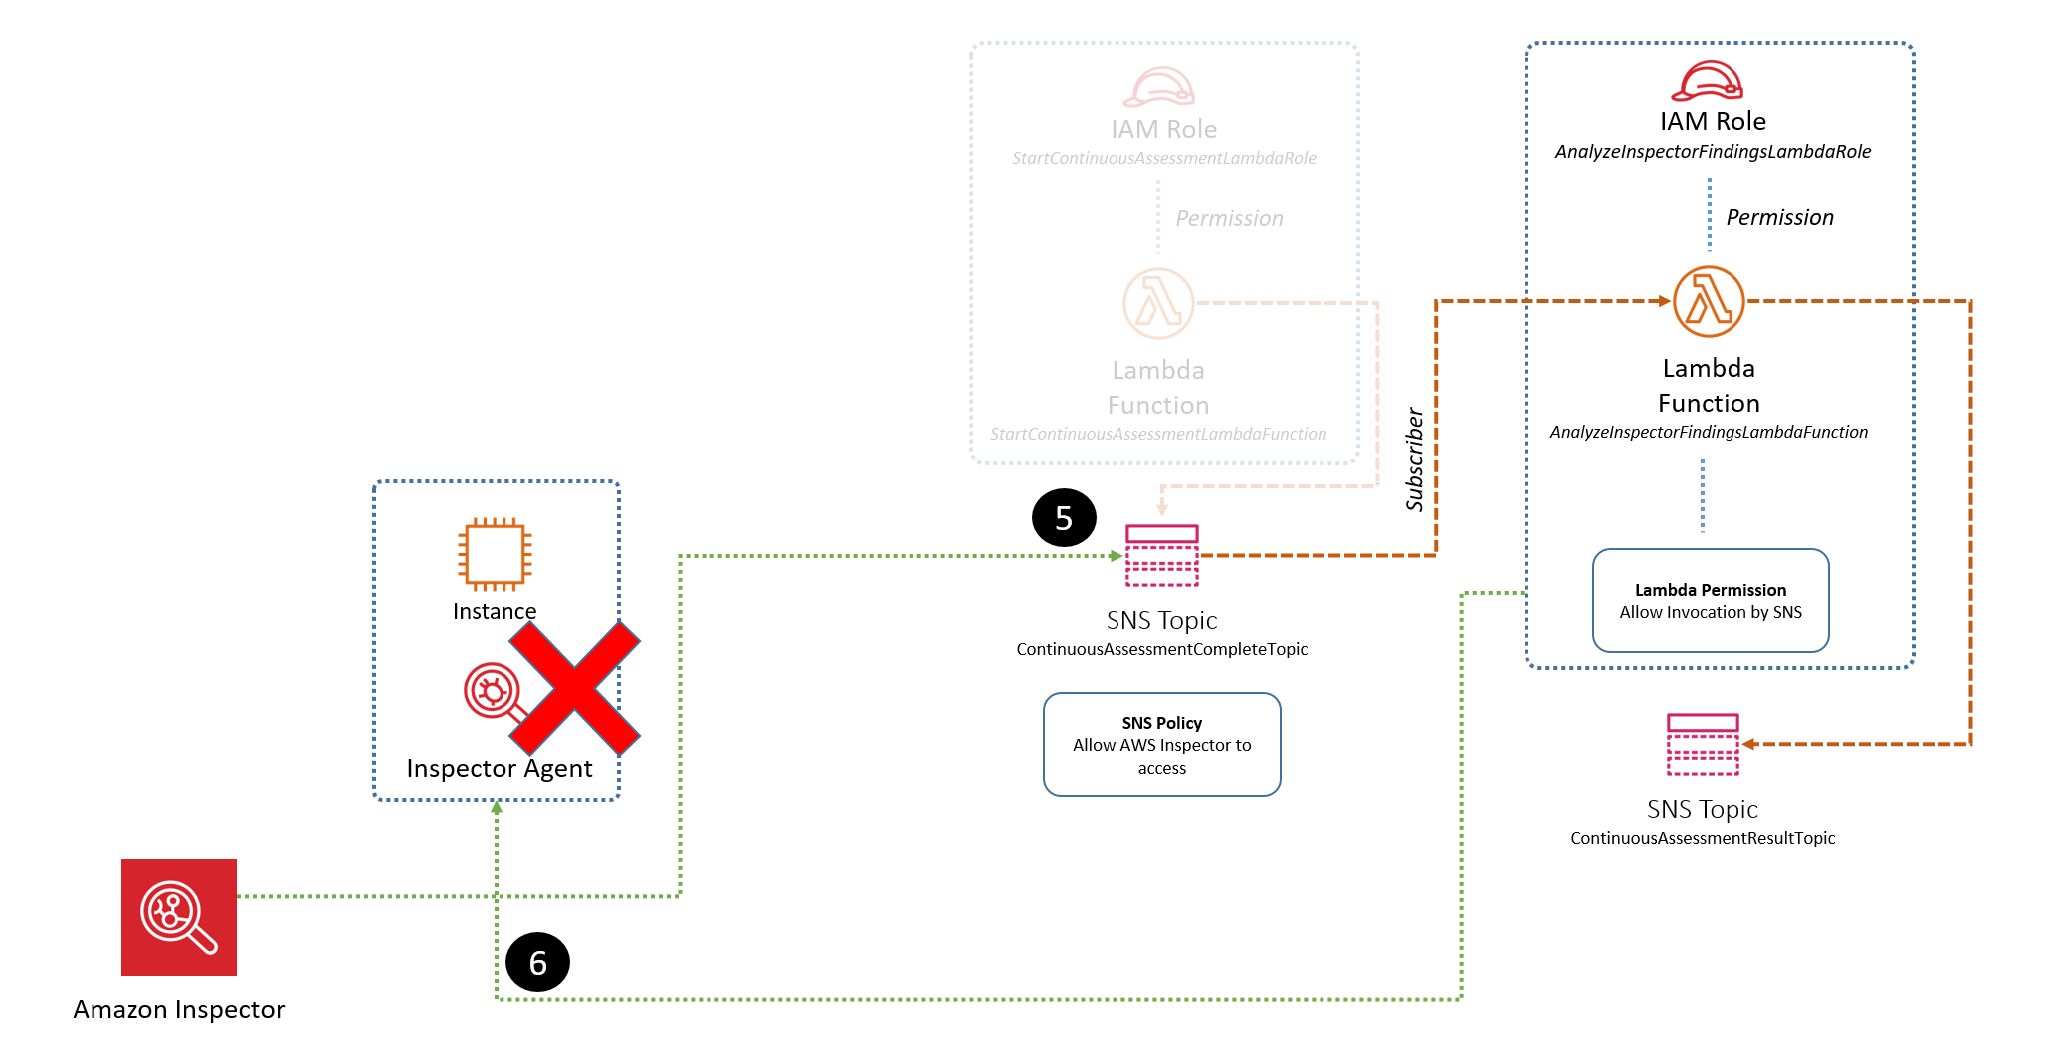 IAM Role
StartContinuousAssessmentLambdaRole
Permission
Lambda
Function
StartContinuousAssessmentLambdaFunction
IAM Role
AnalyzeInspectorFindingsLambdaRole
Permission
Lambda
Function
AnalyzeInspectorFindingsLambdaFunction
Lambda Permission
Allow Invocation by SNS
Subscriber
5
Instance
Inspector Agent
SNS Topic
ContinuousAssessmentCompleteTopic
SNS Policy
Allow AWS Inspector to
access
SNS Topic
ContinuousAssessmentResultTopic
6
Amazon Inspector